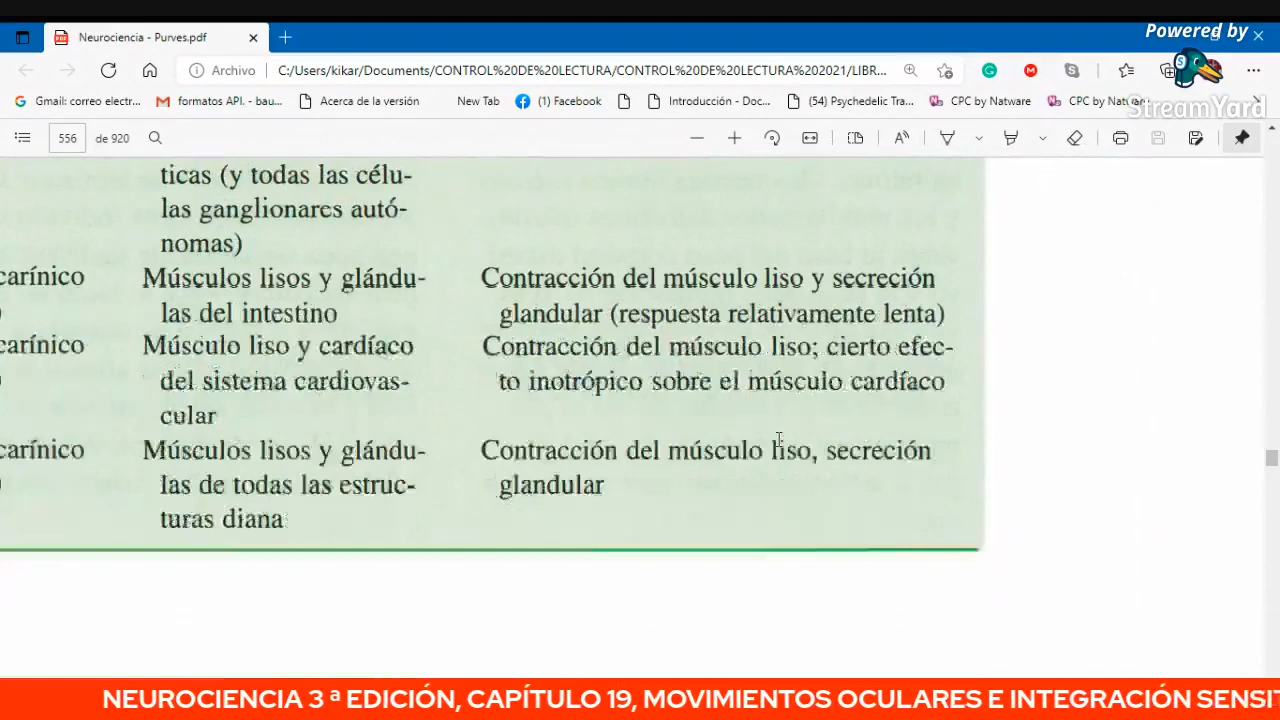 Powered by
Neurociencia - Purves.pdf
Archivo
C:/Users/kikar/Documents/CONTROL%20DE%20LECTURA/CONTROL%20DE%20LECTURA%202021/LIBR...
Gmail: correo electr...
formatos API. - bau...
Acerca de la versión
New Tab
(1) Facebook
Introducción - Doc...
(54) Psychedelic Tra...
CPC by Natware
CPC by Natware
StreamYard
556 de 920
ticas (y todas las célu-
las ganglionares autó-
nomas)
carínico Músculos lisos y glándu- Contracción del músculo liso y secreción
las del intestino glandular (respuesta relativamente lenta)
carínico Músculo liso y cardíaco Contracción del músculo liso; cierto efec-
del sistema cardiovas- to inotrópico sobre el músculo cardíaco
cular
carínico Músculos lisos y glándu- Contracción del músculo liso, secreción
las de todas las estruc- glandular
turas diana
NEUROCIENCIA 3 ª EDICIÓN, CAPÍTULO 19, MOVIMIENTOS OCULARES E INTEGRACIÓN SENSIT